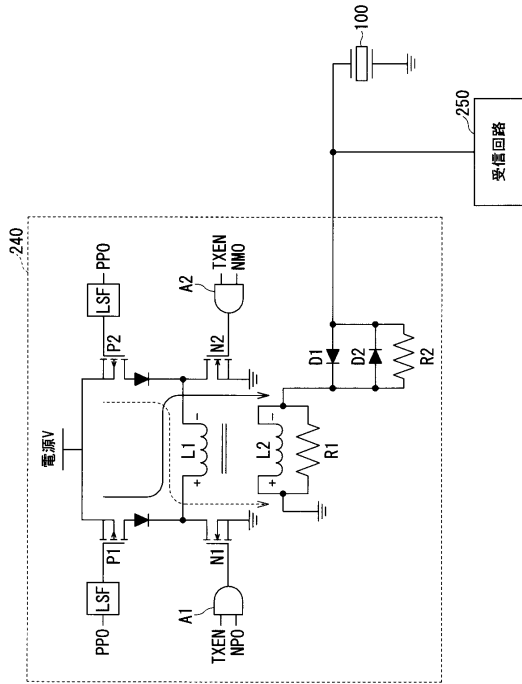 240
電源V
PPO
LSF
P1
LSF
PPO
P2
TXEN
NPO
A1
N1
L1
+
-
A2
TXEN
NMO
N2
L2
+
-
R1
D1
D2
R2
100
250
受信回路